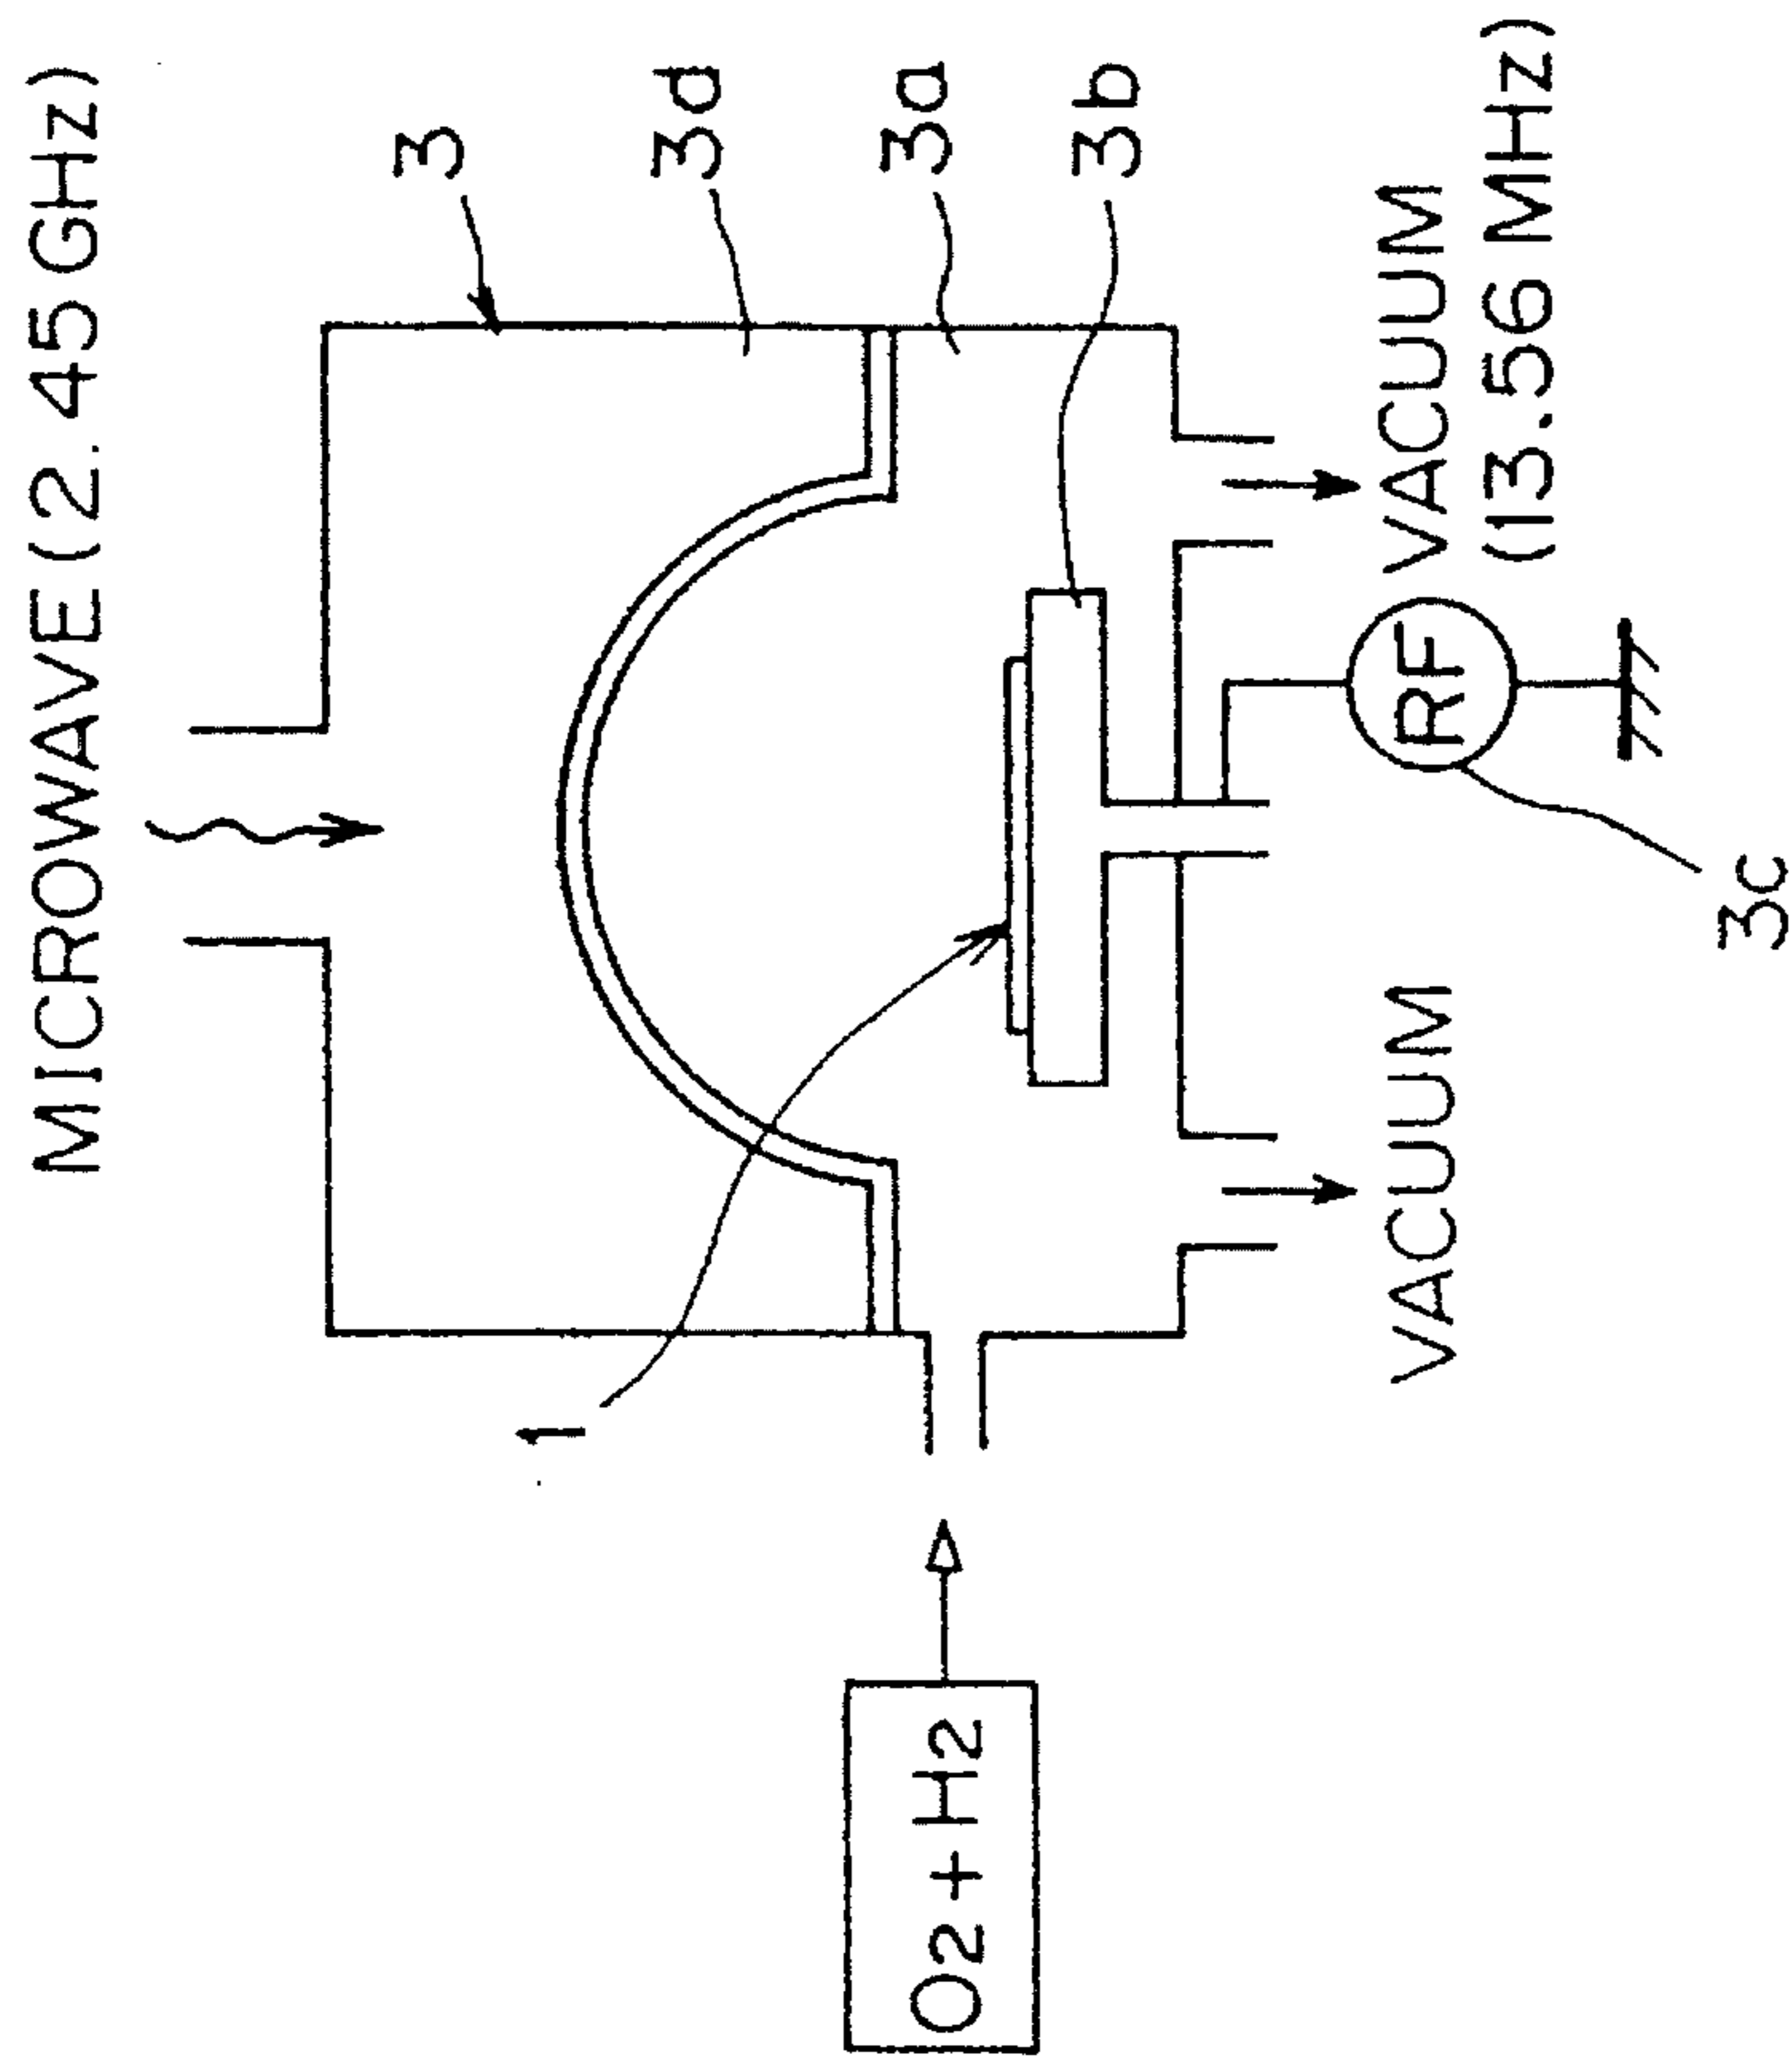 MICROWAVE (2.45 GHz)
3
3d
3a
3b
1
O2+H2
VACUUM
VACUUM
RF
(13.56 MHz)
3c